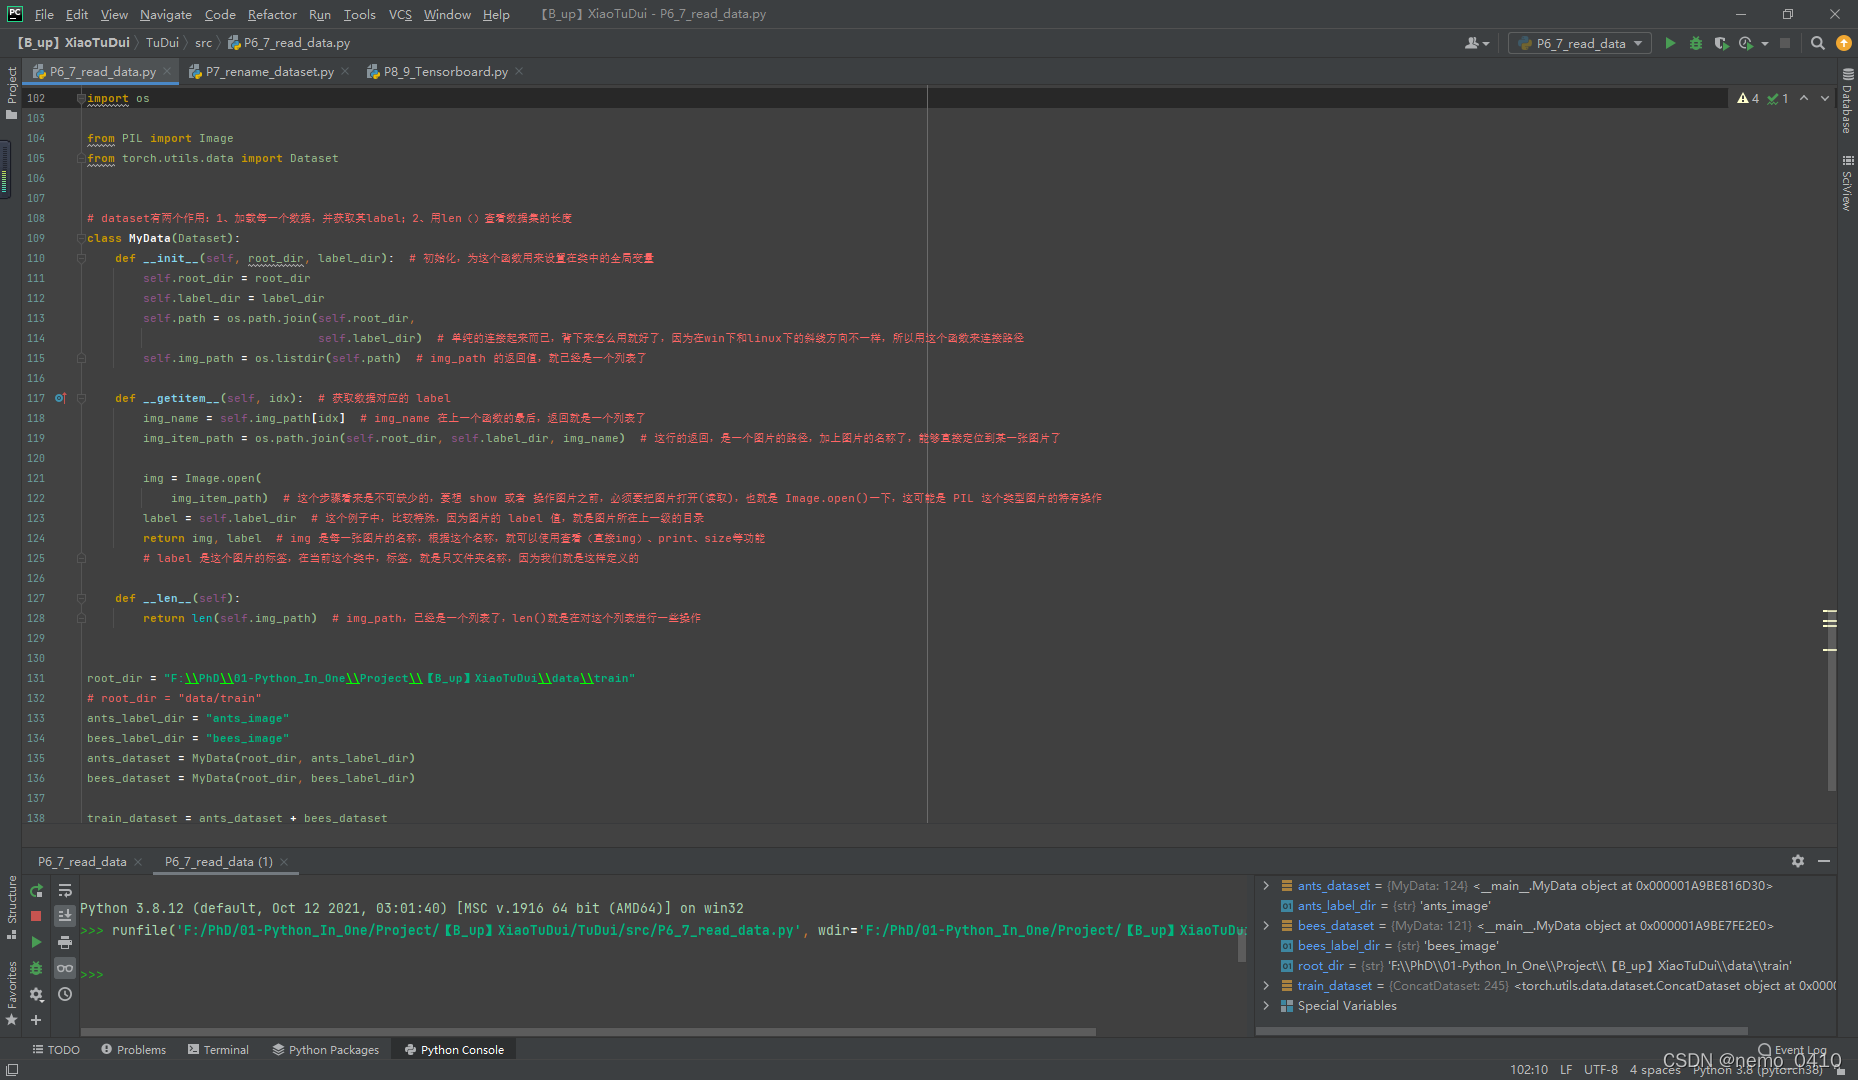 File Edit View Navigate Code Refactor Run Tools VCS Window Help 【B_up】XiaoTuDui - P6_7_read_data.py
【B_up】XiaoTuDui TuDui src P6_7_read_data.py P6_7_read_data
P6_7_read_data.py P7_rename_dataset.py P8_9_Tensorboard.py
Project
Database
SciView
4 1
102 import os
103
104 from PIL import Image
105 from torch.utils.data import Dataset
106
107
108 # dataset有两个作用：1、加载每一个数据，并获取其label；2、用len（）查看数据集的长度
109 class MyData(Dataset):
110 def __init__(self, root_dir, label_dir): # 初始化，为这个函数用来设置在类中的全局变量
111 self.root_dir = root_dir
112 self.label_dir = label_dir
113 self.path = os.path.join(self.root_dir,
114 self.label_dir) # 单纯的连接起来而已，背下来怎么用就好了，因为在win下和linux下的斜线方向不一样，所以用这个函数来连接路径
115 self.img_path = os.listdir(self.path) # img_path 的返回值，就已经是一个列表了
116
117 def __getitem__(self, idx): # 获取数据对应的 label
118 img_name = self.img_path[idx] # img_name 在上一个函数的最后，返回就是一个列表了
119 img_item_path = os.path.join(self.root_dir, self.label_dir, img_name) # 这行的返回，是一个图片的路径，加上图片的名称了，能够直接定位到某一张图片了
120
121 img = Image.open(
122 img_item_path) # 这个步骤看来是不可缺少的，要想 show 或者 操作图片之前，必须要把图片打开(读取)，也就是 Image.open()一下，这可能是 PIL 这个类型图片的特有操作
123 label = self.label_dir # 这个例子中，比较特殊，因为图片的 label 值，就是图片所在上一级的目录
124 return img, label # img 是每一张图片的名称，根据这个名称，就可以使用查看（直接img）、print、size等功能
125 # label 是这个图片的标签，在当前这个类中，标签，就是只文件夹名称，因为我们就是这样定义的
126
127 def __len__(self):
128 return len(self.img_path) # img_path，已经是一个列表了，len()就是在对这个列表进行一些操作
129
130
131 root_dir = "F:\\PhD\\01-Python_In_One\\Project\\【B_up】XiaoTuDui\\data\\train"
132 # root_dir = "data/train"
133 ants_label_dir = "ants_image"
134 bees_label_dir = "bees_image"
135 ants_dataset = MyData(root_dir, ants_label_dir)
136 bees_dataset = MyData(root_dir, bees_label_dir)
137
138 train_dataset = ants_dataset + bees_dataset
P6_7_read_data P6_7_read_data (1)
Structure
Favorites
Python 3.8.12 (default, Oct 12 2021, 03:01:40) [MSC v.1916 64 bit (AMD64)] on win32
>>> runfile('F:/PhD/01-Python_In_One/Project/【B_up】XiaoTuDui/TuDui/src/P6_7_read_data.py', wdir='F:/PhD/01-Python_In_One/Project/【B_up】XiaoTuDu
>>>
ants_dataset = {MyData: 124} <__main__.MyData object at 0x000001A9BE816D30>
ants_label_dir = {str} 'ants_image'
bees_dataset = {MyData: 121} <__main__.MyData object at 0x000001A9BE7FE2E0>
bees_label_dir = {str} 'bees_image'
root_dir = {str} 'F:\\PhD\\01-Python_In_One\\Project\\【B_up】XiaoTuDui\\data\\train'
train_dataset = {ConcatDataset: 245} <torch.utils.data.dataset.ConcatDataset object at 0x0000
Special Variables
TODO Problems Terminal Python Packages Python Console Event Log
102:10 LF UTF-8 4 spaces Python 3.8 (pytorch38)
CSDN @nemo_0410